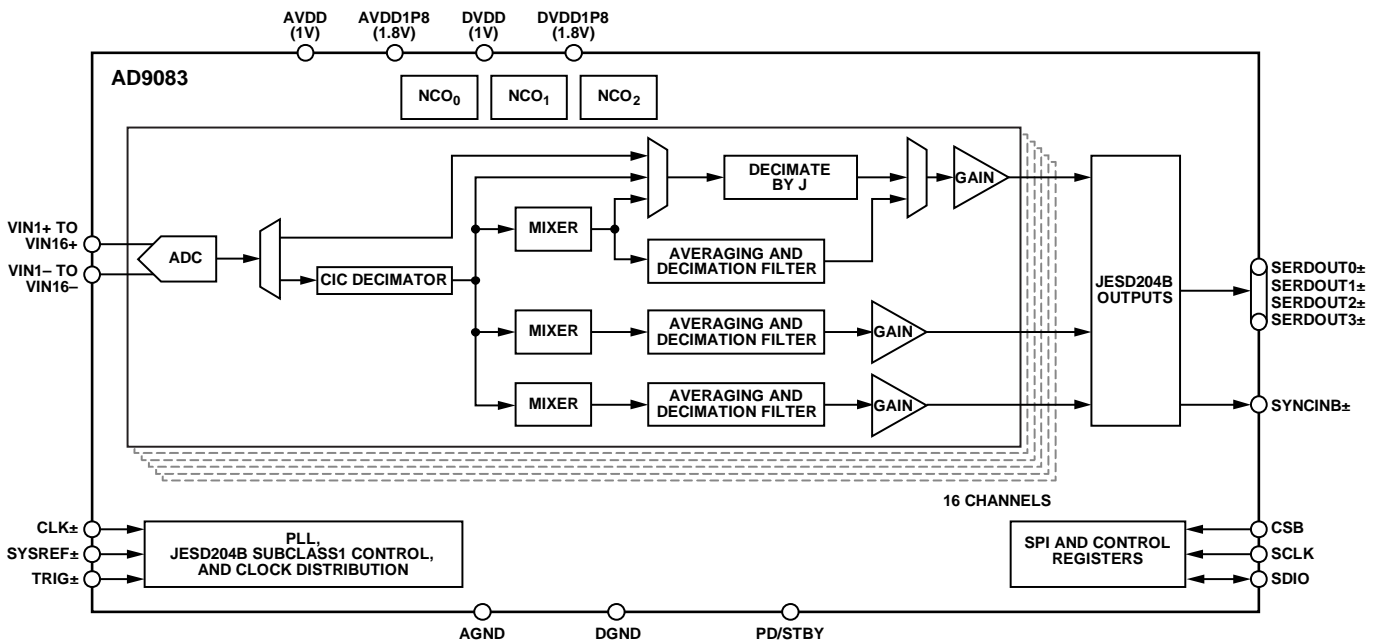 AVDD
(1V)
AVDD1P8
(1.8V)
DVDD
(1V)
DVDD1P8
(1.8V)
AD9083
NCO0
NCO1
NCO2
DECIMATE
BY J
GAIN
VIN1+ TO
VIN16+
VIN1– TO
VIN16–
ADC
CIC DECIMATOR
MIXER
AVERAGING AND
DECIMATION FILTER
MIXER
AVERAGING AND
DECIMATION FILTER
GAIN
MIXER
AVERAGING AND
DECIMATION FILTER
GAIN
JESD204B
OUTPUTS
SERDOUT0±
SERDOUT1±
SERDOUT2±
SERDOUT3±
SYNCINB±
16 CHANNELS
CLK±
SYSREF±
TRIG±
PLL,
JESD204B SUBCLASS1 CONTROL,
AND CLOCK DISTRIBUTION
SPI AND CONTROL
REGISTERS
CSB
SCLK
SDIO
AGND
DGND
PD/STBY